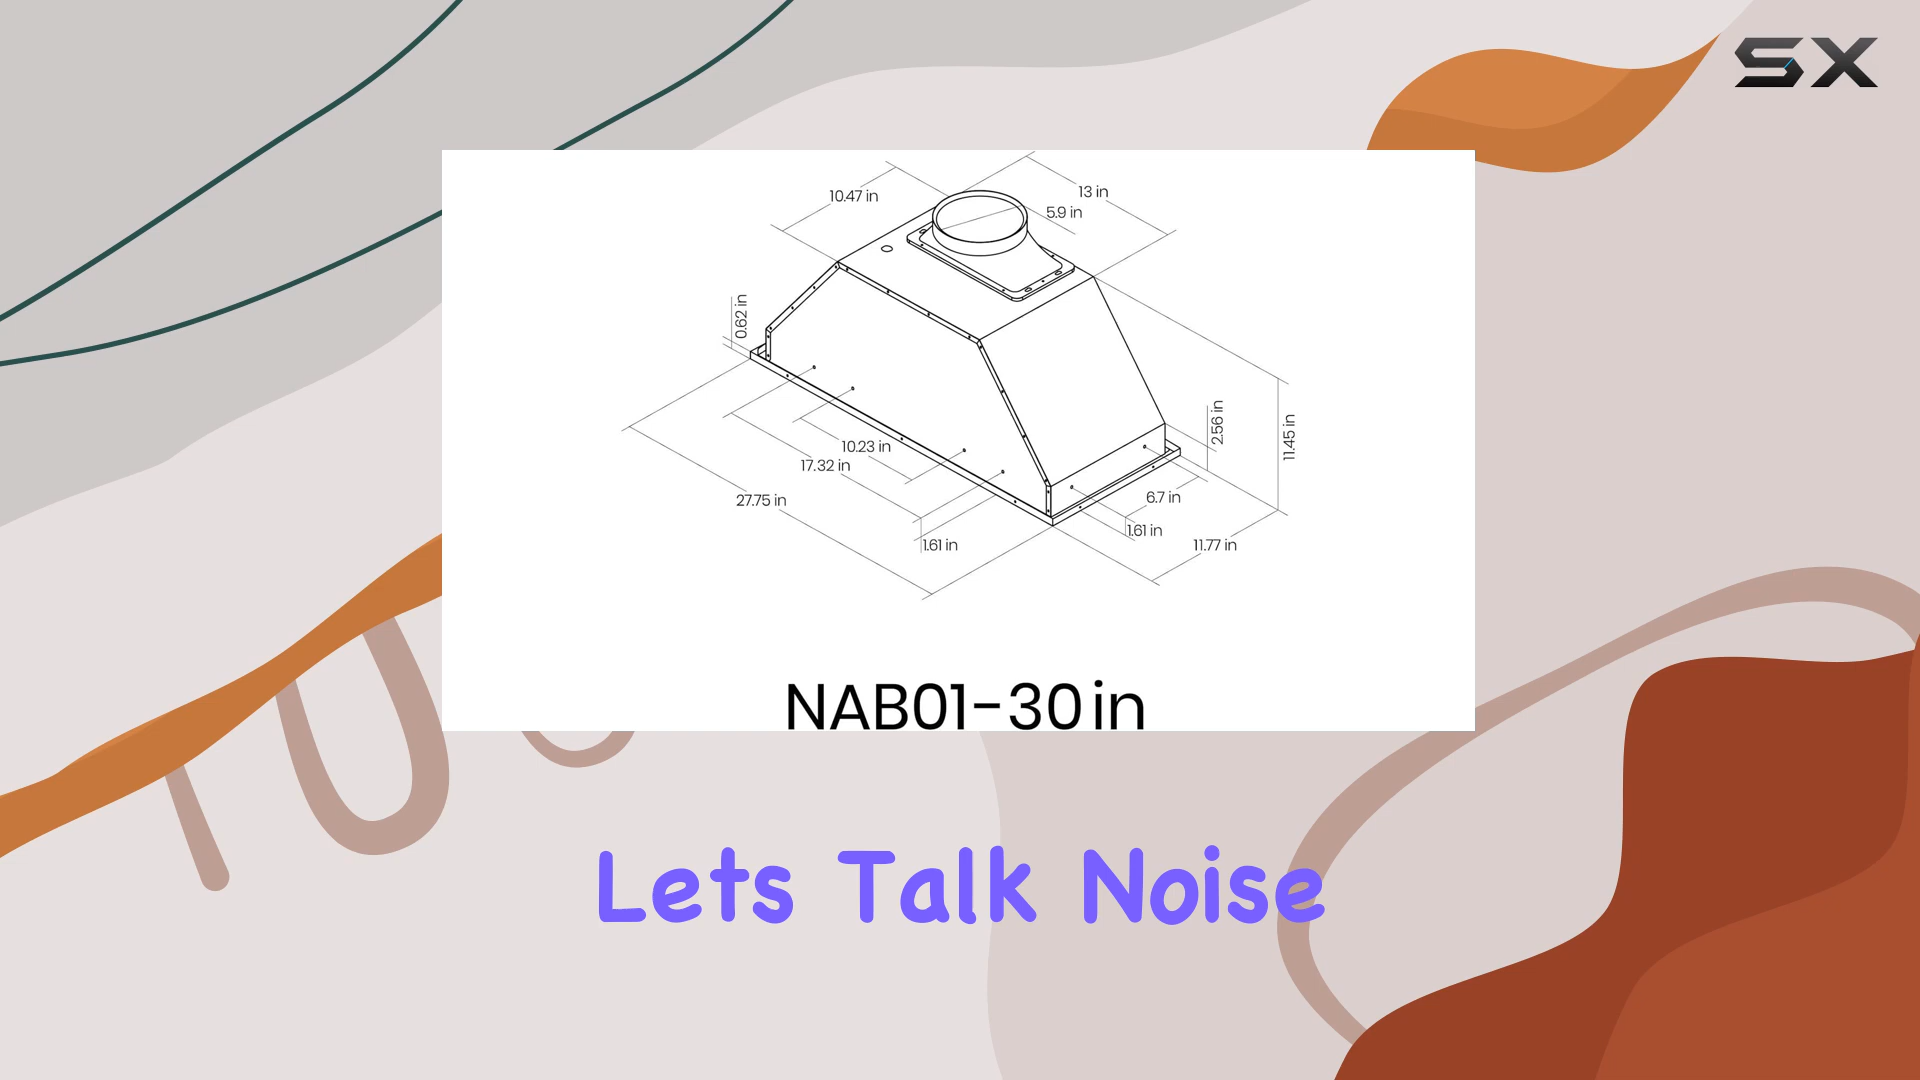 SX
10.47 in
13 in
5.9 in
0.62 in
2.56 in
11.45 in
10.23 in
17.32 in
27.75 in
6.7 in
1.61 in
1.61 in
11.77 in
NAB01-30in
Lets Talk Noise